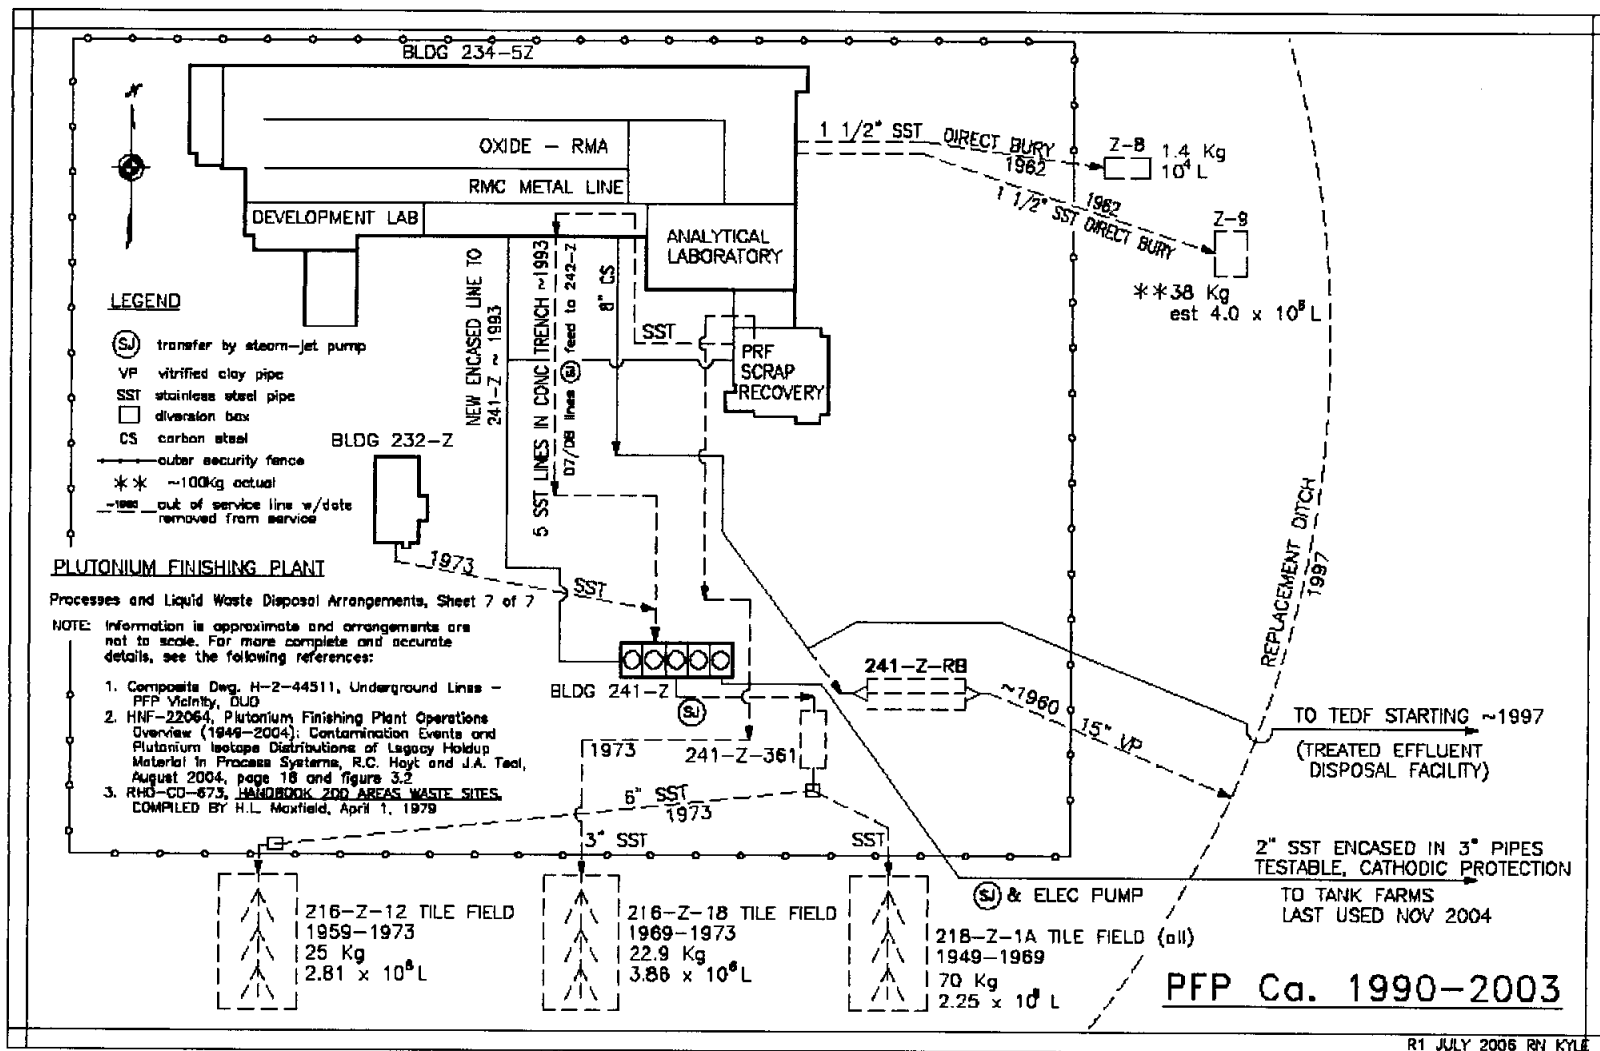 BLDG 234-5Z
N
OXIDE - RMA
RMC METAL LINE
DEVELOPMENT LAB
ANALYTICAL
LABORATORY
1 1/2" SST DIRECT BURY
1962
Z-8 1.4 Kg
10⁴ L
1962
1 1/2" SST DIRECT BURY
Z-9
**38 Kg
est 4.0 x 10⁶ L
NEW ENCASED LINE TO
241-Z ~ 1993
5 SST LINES IN CONC TRENCH ~1993
D7/D8 lines SJ feed to 242-Z
8" CS
SST
PRF
SCRAP
RECOVERY
LEGEND
SJ transfer by steam-jet pump
VP vitrified clay pipe
SST stainless steel pipe
diversion box
CS carbon steel
outer security fence
** ~100Kg actual
out of service line w/date
removed from service
BLDG 232-Z
1973
SST
PLUTONIUM FINISHING PLANT
Processes and Liquid Waste Disposal Arrangements, Sheet 7 of 7
NOTE: Information is approximate and arrangements are
not to scale. For more complete and accurate
details, see the following references:
1. Composite Dwg. H-2-44511, Underground Lines -
PFP Vicinity,
2. HNF-22064, Plutonium Finishing Plant Operations
Overview (1949-2004): Contamination Events and
Plutonium Isotope Distributions of Legacy Holdup
Material in Process Systems, R.C. Hoyt and J.A. Teal,
August 2004, page 18 and figure 3.2
3. RHO-CD-673, HANDBOOK 200 AREAS WASTE SITES,
COMPILED BY H.L. Maxfield, April 1, 1979
BLDG 241-Z
SJ
241-Z-361
241-Z-RB
~1960
15" VP
REPLACEMENT DITCH
1997
TO TEDF STARTING ~1997
(TREATED EFFLUENT
DISPOSAL FACILITY)
1973
6" SST
1973
3" SST
SST
2" SST ENCASED IN 3" PIPES
TESTABLE, CATHODIC PROTECTION
SJ & ELEC PUMP
TO TANK FARMS
LAST USED NOV 2004
216-Z-12 TILE FIELD
1959-1973
25 Kg
2.81 x 10⁸ L
216-Z-18 TILE FIELD
1969-1973
22.9 Kg
3.86 x 10⁶ L
218-Z-1A TILE FIELD (all)
1949-1969
70 Kg
2.25 x 10 L
PFP Ca. 1990-2003
R1 JULY 2006 RN KYLE